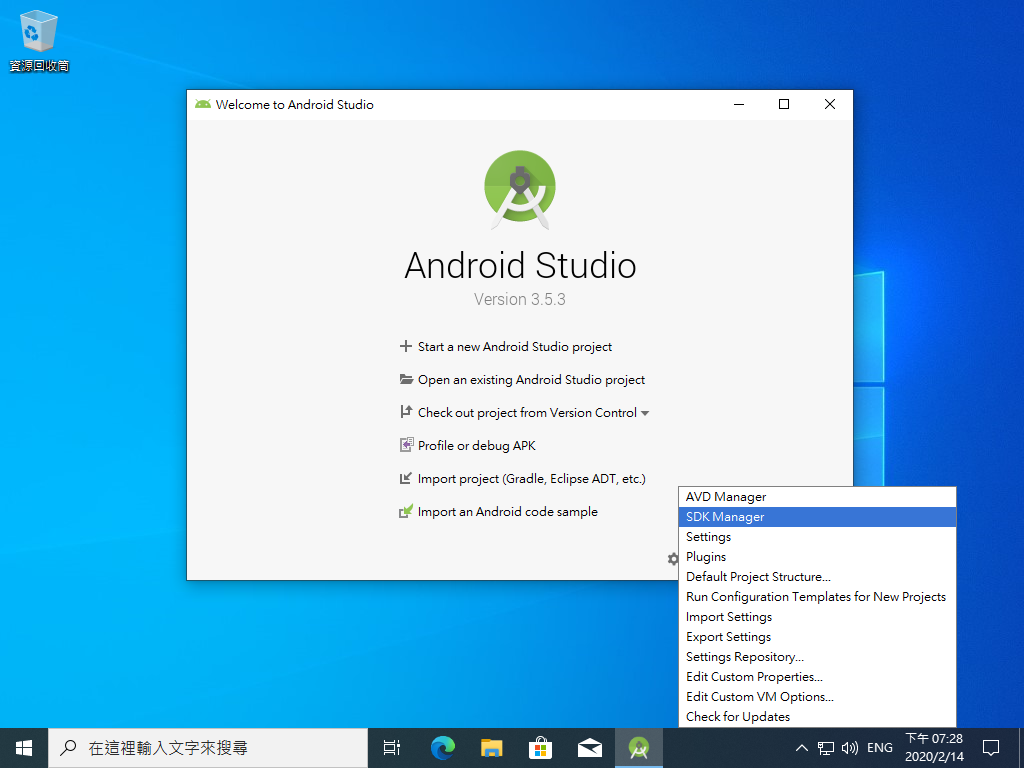 資源回收筒
Welcome to Android Studio
Android Studio
Version 3.5.3
Start a new Android Studio project
Open an existing Android Studio project
Check out project from Version Control
Profile or debug APK
Import project (Gradle, Eclipse ADT, etc.)
Import an Android code sample
AVD Manager
SDK Manager
Settings
Plugins
Default Project Structure...
Run Configuration Templates for New Projects
Import Settings
Export Settings
Settings Repository...
Edit Custom Properties...
Edit Custom VM Options...
Check for Updates
在這裡輸入文字來搜尋
ENG
下午 07:28
2020/2/14